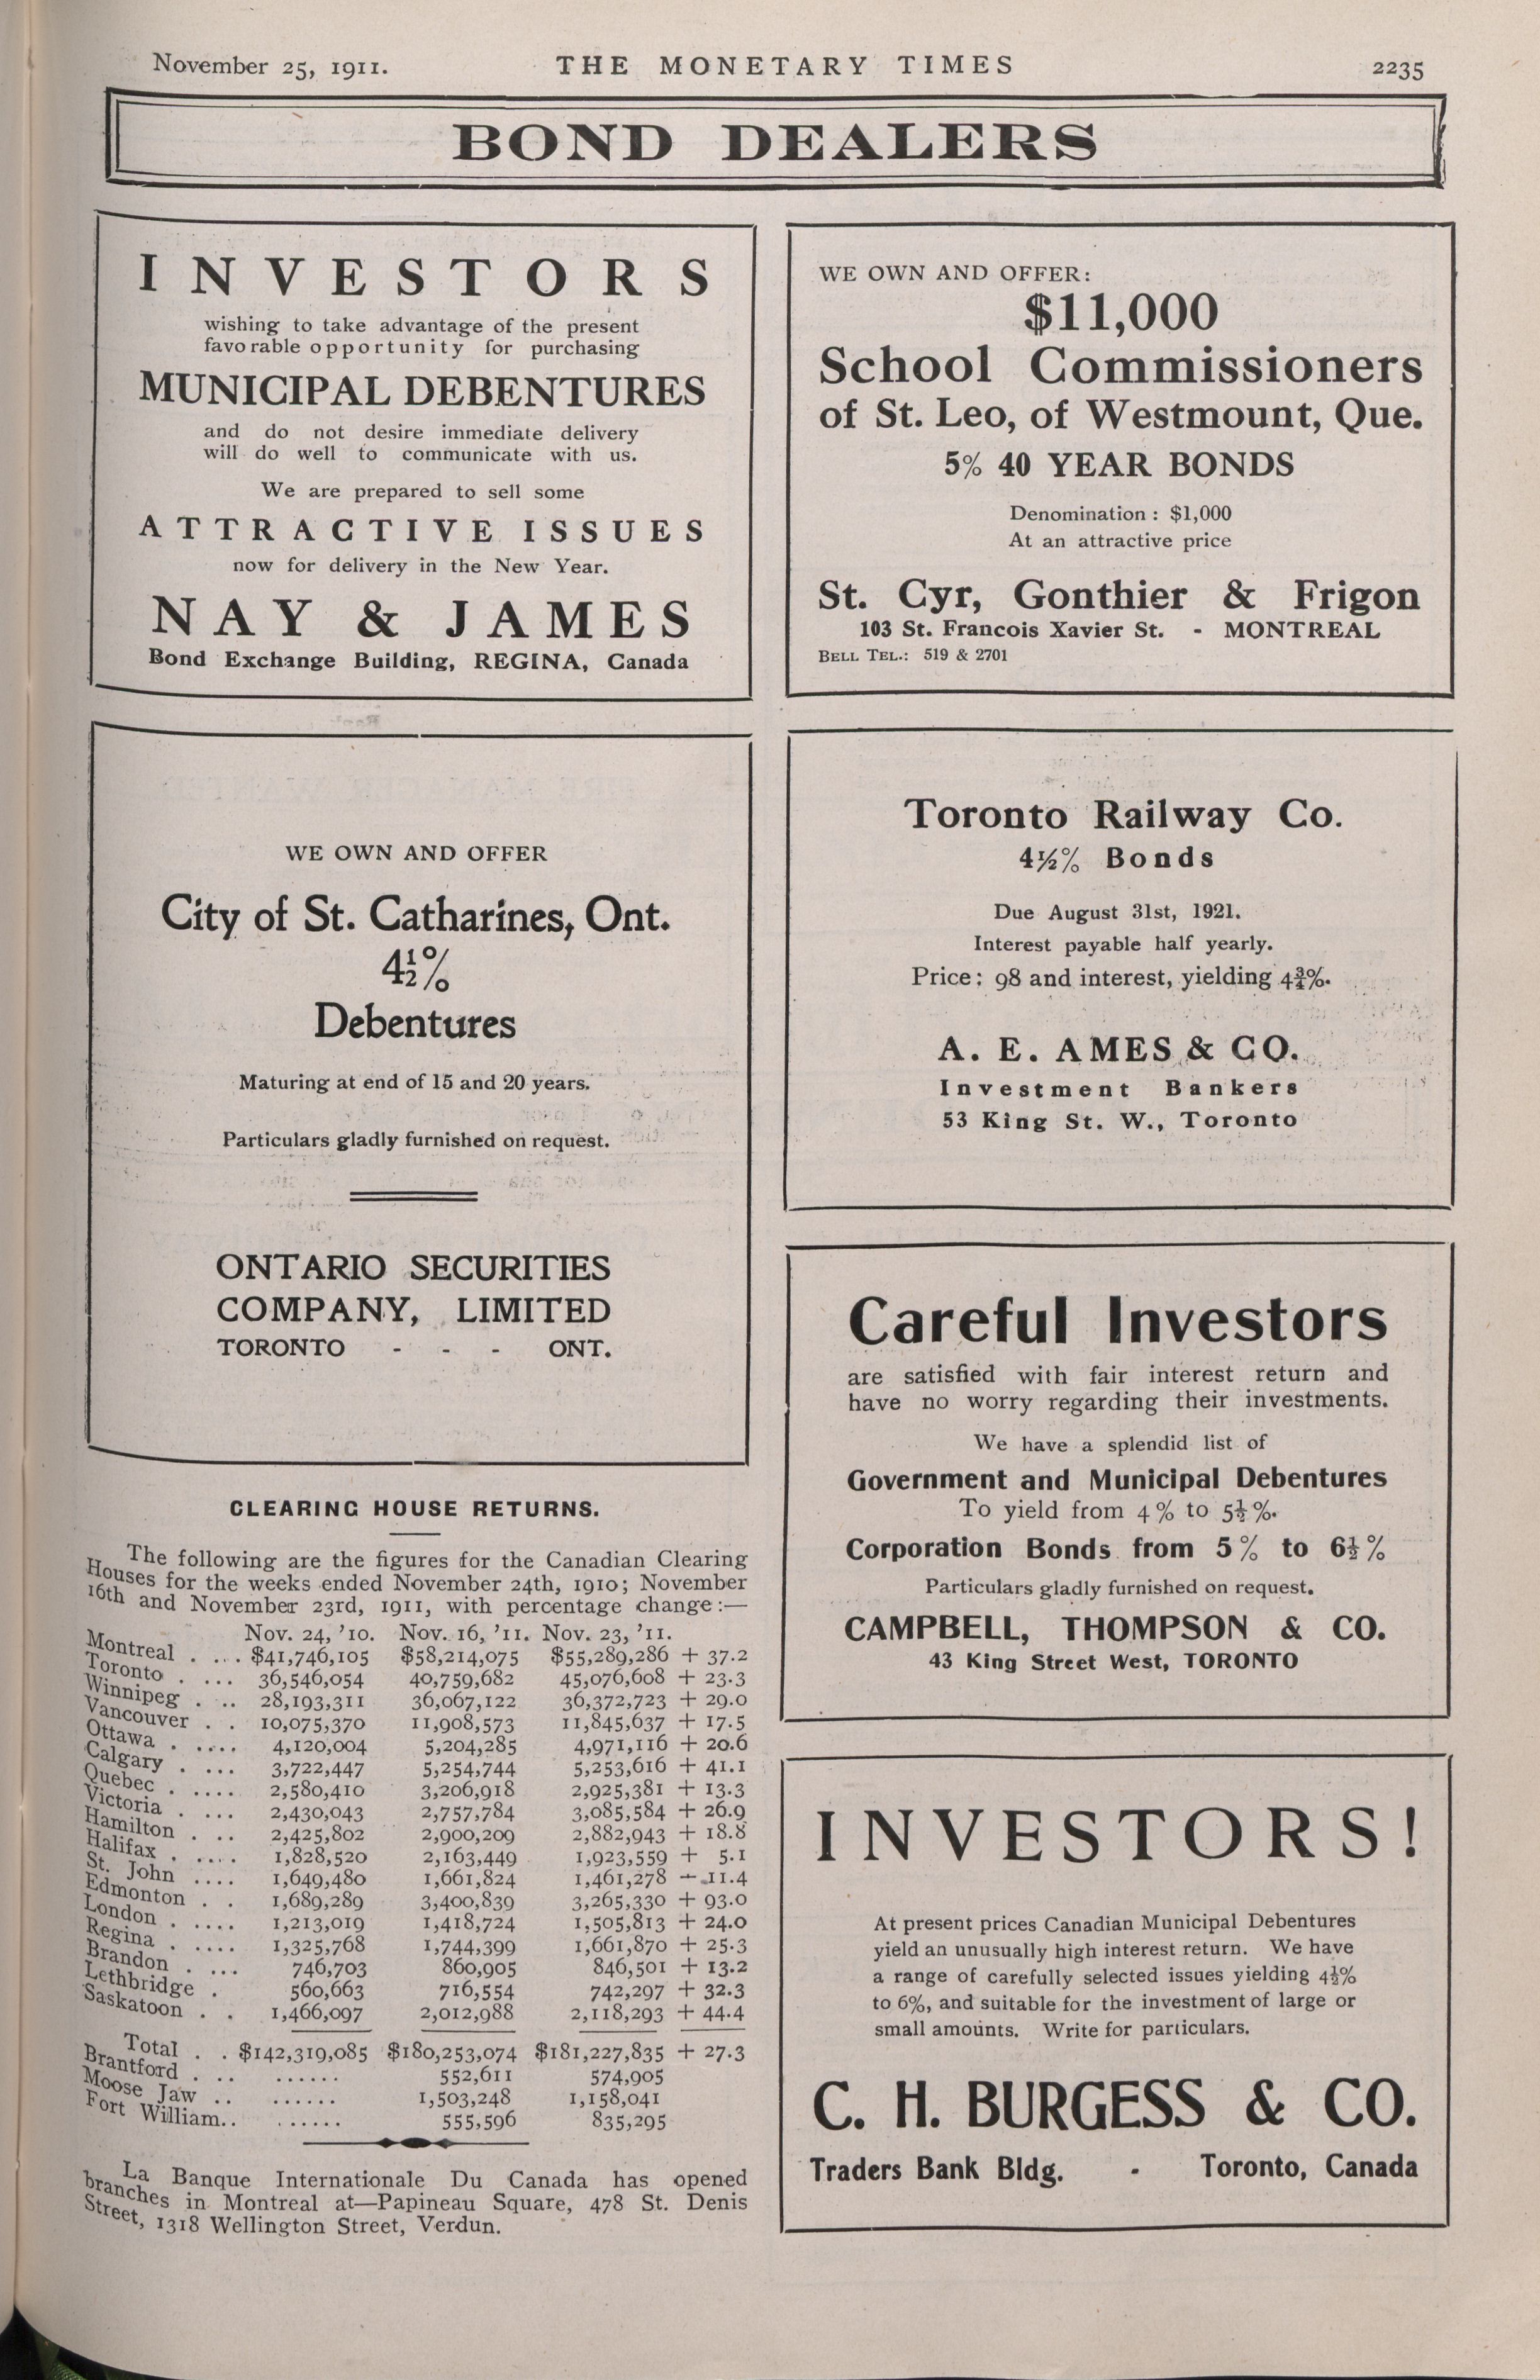 November 25, 1911.
THE MONETARY TIMES
2235
BOND DEALERS
INVESTORS
wishing to take advantage of the present
favorable opportunity for purchasing
MUNICIPAL DEBENTURES
and do not desire immediate delivery
will do well to communicate with us.
We are prepared to sell some
ATTRACTIVE ISSUES
now for delivery in the New Year.
NAY & JAMES
Bond Exchange Building, REGINA, Canada
WE OWN AND OFFER
City of St. Catharines, Ont.
4½%
Debentures
Maturing at end of 15 and 20 years.
Particulars gladly furnished on request.
ONTARIO SECURITIES
COMPANY, LIMITED
TORONTO - - - ONT.
CLEARING HOUSE RETURNS.
The following are the figures for the Canadian Clearing
Houses for the weeks ended November 24th, 1910; November
16th and November 23rd, 1911, with percentage change:—
Nov. 24, '10. Nov. 16, '11. Nov. 23, '11.
Montreal . ... $41,746,105 $58,214,075 $55,289,286 + 37.2
Toronto . ... 36,546,054 40,759,682 45,076,608 + 23.3
Winnipeg . .. 28,193,311 36,067,122 36,372,723 + 29.0
Vancouver . . 10,075,370 11,908,573 11,845,637 + 17.5
Ottawa . .... 4,120,004 5,204,285 4,971,116 + 20.6
Calgary . ... 3,722,447 5,254,744 5,253,616 + 41.1
Quebec . .... 2,580,410 3,206,918 2,925,381 + 13.3
Victoria . ... 2,430,043 2,757,784 3,085,584 + 26.9
Hamilton . .. 2,425,802 2,900,209 2,882,943 + 18.8
Halifax . .... 1,828,520 2,163,449 1,923,559 + 5.1
St. John .... 1,649,480 1,661,824 1,461,278 — 11.4
Edmonton . . 1,689,289 3,400,839 3,265,330 + 93.0
London . .... 1,213,019 1,418,724 1,505,813 + 24.0
Regina . .... 1,325,768 1,744,399 1,661,870 + 25.3
Brandon . ... 746,703 860,905 846,501 + 13.2
Lethbridge . 560,663 716,554 742,297 + 32.3
Saskatoon . . 1,466,097 2,012,988 2,118,293 + 44.4
Total . . $142,319,085 $180,253,074 $181,227,835 + 27.3
Brantford . .. ...... 552,611 574,905
Moose Jaw .. ...... 1,503,248 1,158,041
Fort William.. ...... 555,596 835,295
La Banque Internationale Du Canada has opened
branches in Montreal at—Papineau Square, 478 St. Denis
Street, 1318 Wellington Street, Verdun.
WE OWN AND OFFER:
$11,000
School Commissioners
of St. Leo, of Westmount, Que.
5% 40 YEAR BONDS
Denomination : $1,000
At an attractive price
St. Cyr, Gonthier & Frigon
103 St. Francois Xavier St. - MONTREAL
BELL TEL.: 519 & 2701
Toronto Railway Co.
4½% Bonds
Due August 31st, 1921.
Interest payable half yearly.
Price: 98 and interest, yielding 4¾%.
A. E. AMES & CO.
Investment Bankers
53 King St. W., Toronto
Careful Investors
are satisfied with fair interest return and
have no worry regarding their investments.
We have a splendid list of
Government and Municipal Debentures
To yield from 4% to 5½%.
Corporation Bonds from 5% to 6½%
Particulars gladly furnished on request.
CAMPBELL, THOMPSON & CO.
43 King Street West, TORONTO
INVESTORS!
At present prices Canadian Municipal Debentures
yield an unusually high interest return. We have
a range of carefully selected issues yielding 4½%
to 6%, and suitable for the investment of large or
small amounts. Write for particulars.
C. H. BURGESS & CO.
Traders Bank Bldg. - Toronto, Canada